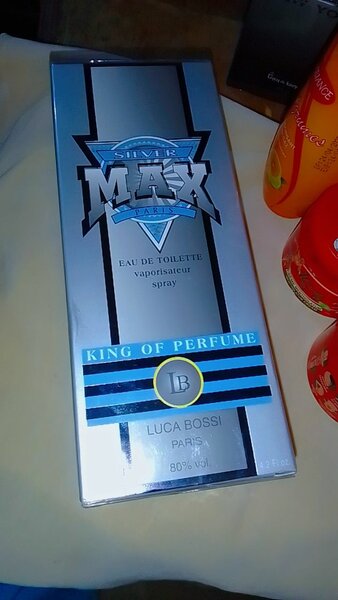 SILVER
MAX
PARIS
EAU DE TOILETTE
vaporisateur
spray
KING OF PERFUME
LB
LUCA BOSSI
PARIS
80% vol.